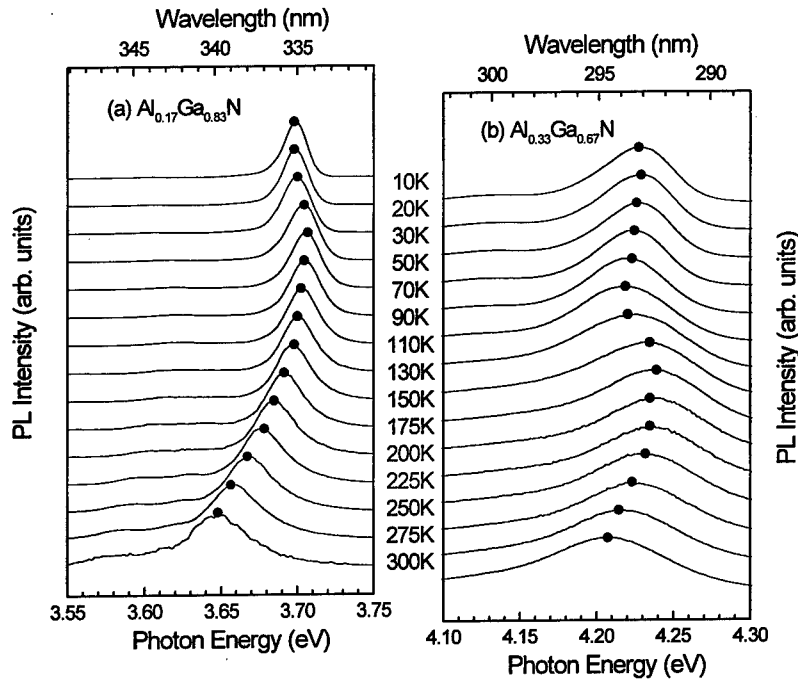 Wavelength (nm)
345 340 335
(a) Al0.17Ga0.83N
PL Intensity (arb. units)
3.55 3.60 3.65 3.70 3.75
Photon Energy (eV)
10K
20K
30K
50K
70K
90K
110K
130K
150K
175K
200K
225K
250K
275K
300K
Wavelength (nm)
300 295 290
(b) Al0.33Ga0.67N
PL Intensity (arb. units)
4.10 4.15 4.20 4.25 4.30
Photon Energy (eV)